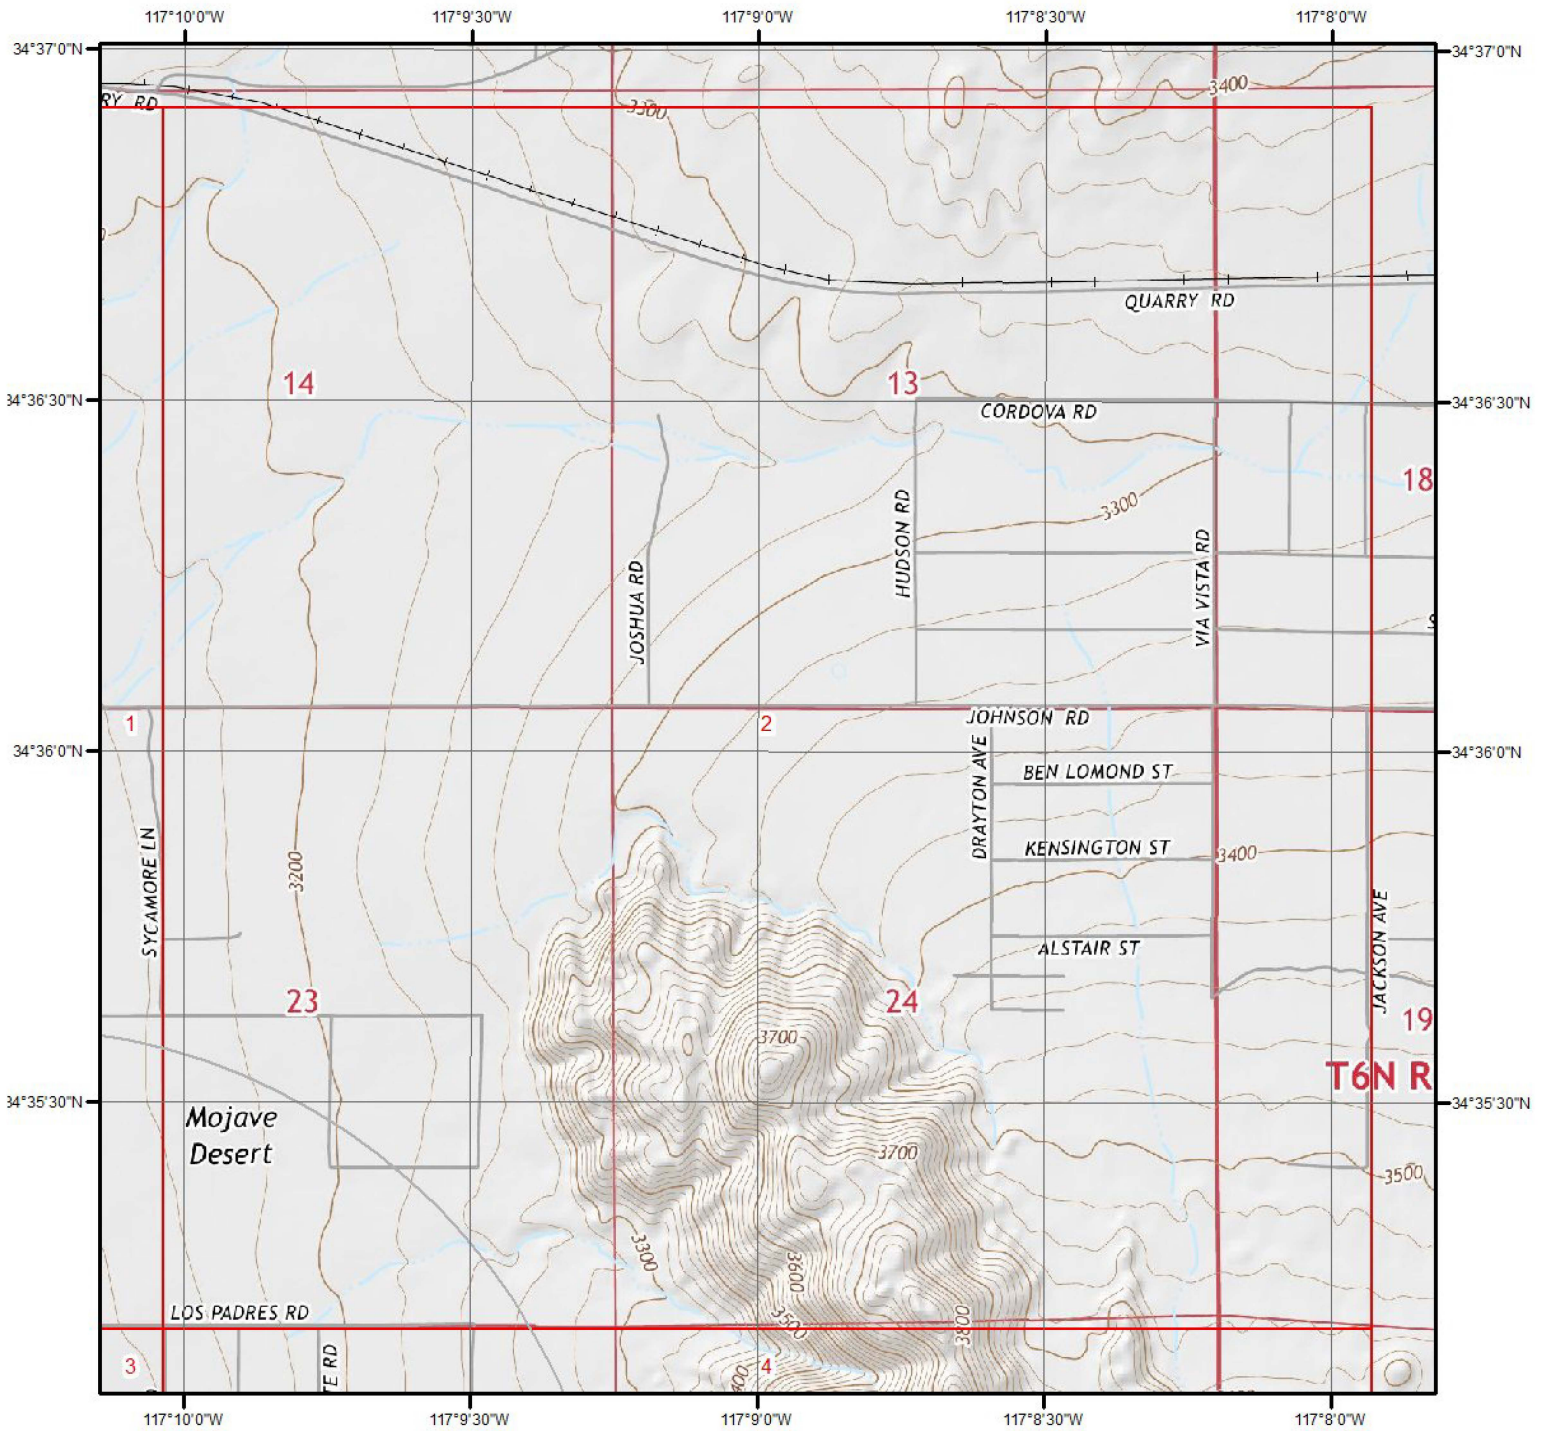 117°10'0"W
117°9'30"W
117°9'0"W
117°8'30"W
117°8'0"W
34°37'0"N
34°37'0"N
3400
RY RD
3300
QUARRY RD
14
13
34°36'30"N
CORDOVA RD
34°36'30"N
18
HUDSON RD
3300
VIA VISTA RD
JOSHUA RD
S
1
2
JOHNSON RD
34°36'0"N
34°36'0"N
DRAYTON AVE
BEN LOMOND ST
KENSINGTON ST
3400
SYCAMORE LN
3200
JACKSON AVE
ALSTAIR ST
23
24
19
3700
T6N R
34°35'30"N
34°35'30"N
Mojave
Desert
3700
3500
3300
3600
LOS PADRES RD
3500
3800
3
TE RD
4
400
117°10'0"W
117°9'30"W
117°9'0"W
117°8'30"W
117°8'0"W